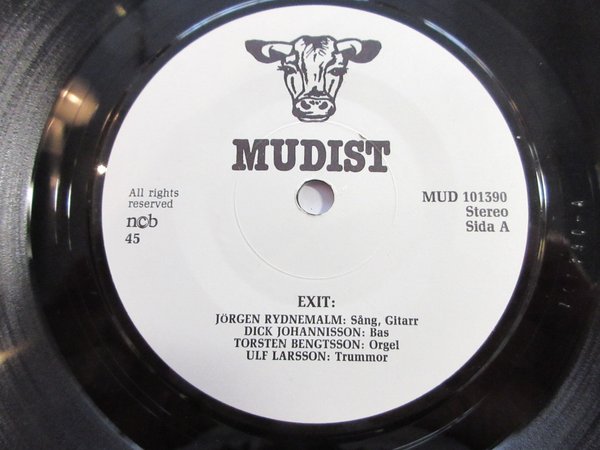 MUDIST
All rights
reserved
ncb
45
MUD 101390
Stereo
Sida A
EXIT:
JÖRGEN RYDNEMALM: Sång, Gitarr
DICK JOHANNISSON: Bas
TORSTEN BENGTSSON: Orgel
ULF LARSSON: Trummor